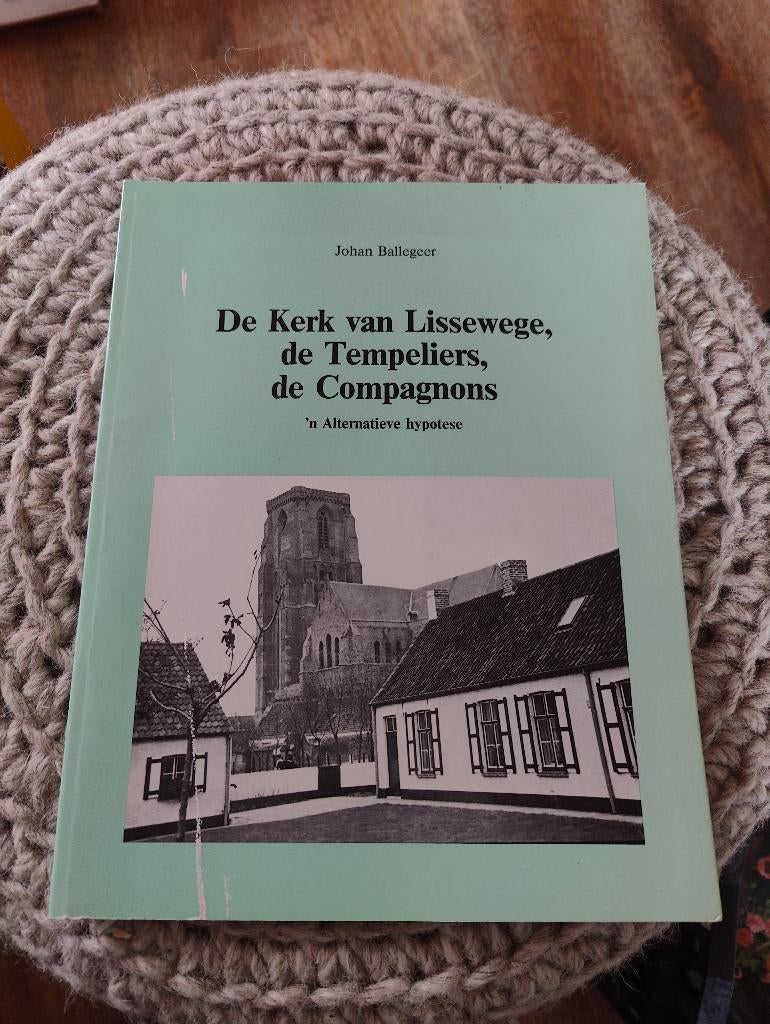 Johan Ballegeer
De Kerk van Lissewege,
de Tempeliers,
de Compagnons
'n Alternatieve hypotese